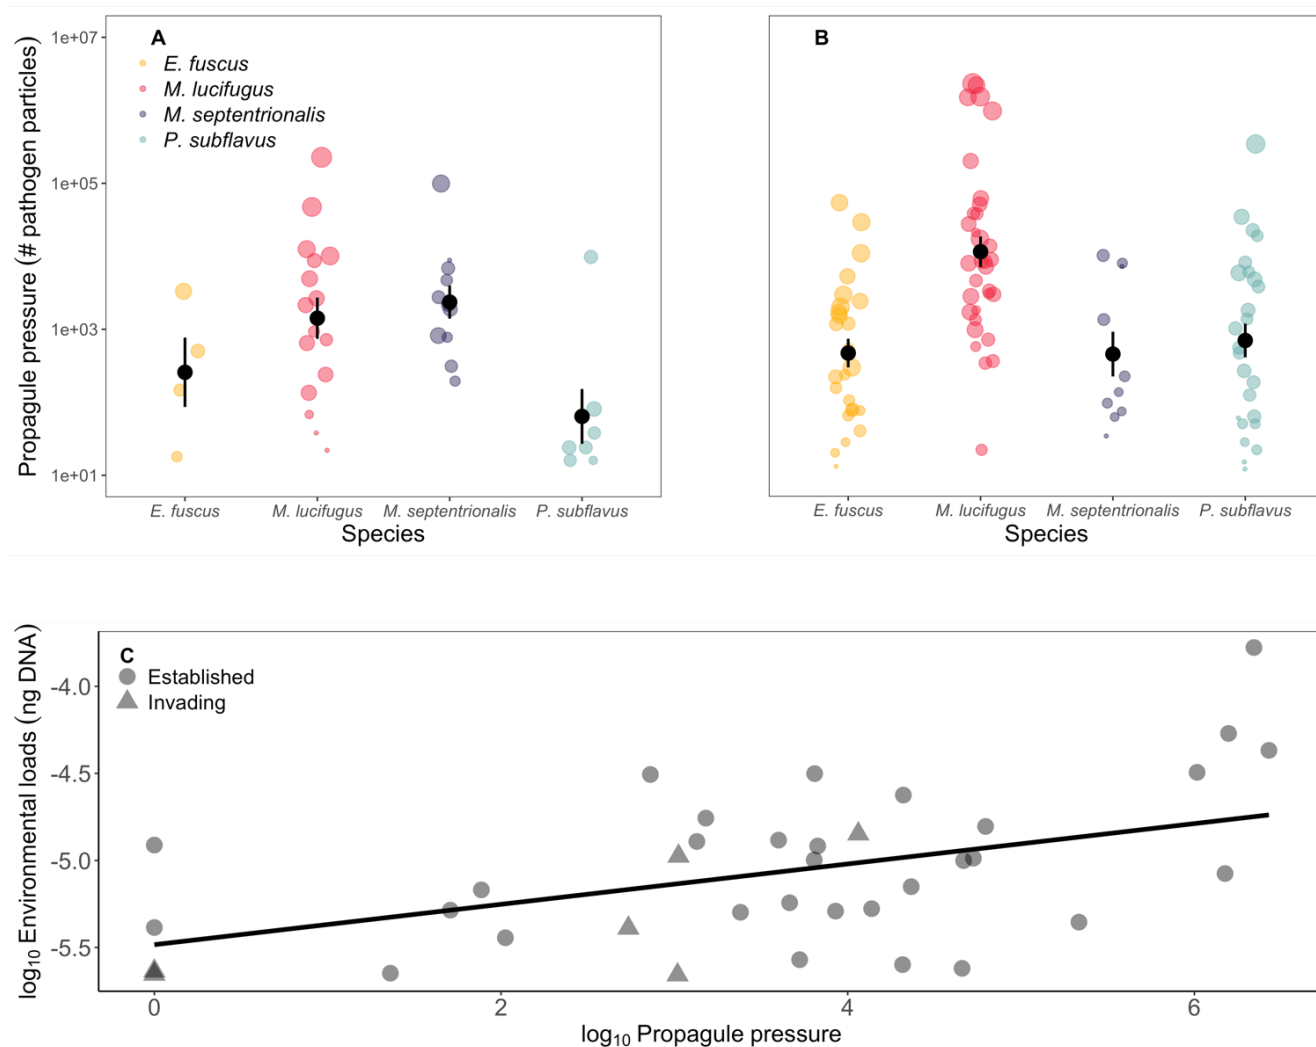 A
B
E. fuscus
M. lucifugus
M. septentrionalis
P. subflavus
Propagule pressure (# pathogen particles)
1e+07
1e+05
1e+03
1e+01
E. fuscus M. lucifugus M. septentrionalis P. subflavus
Species
E. fuscus M. lucifugus M. septentrionalis P. subflavus
Species
C
Established
Invading
log10 Environmental loads (ng DNA)
-4.0
-4.5
-5.0
-5.5
0 2 4 6
log10 Propagule pressure